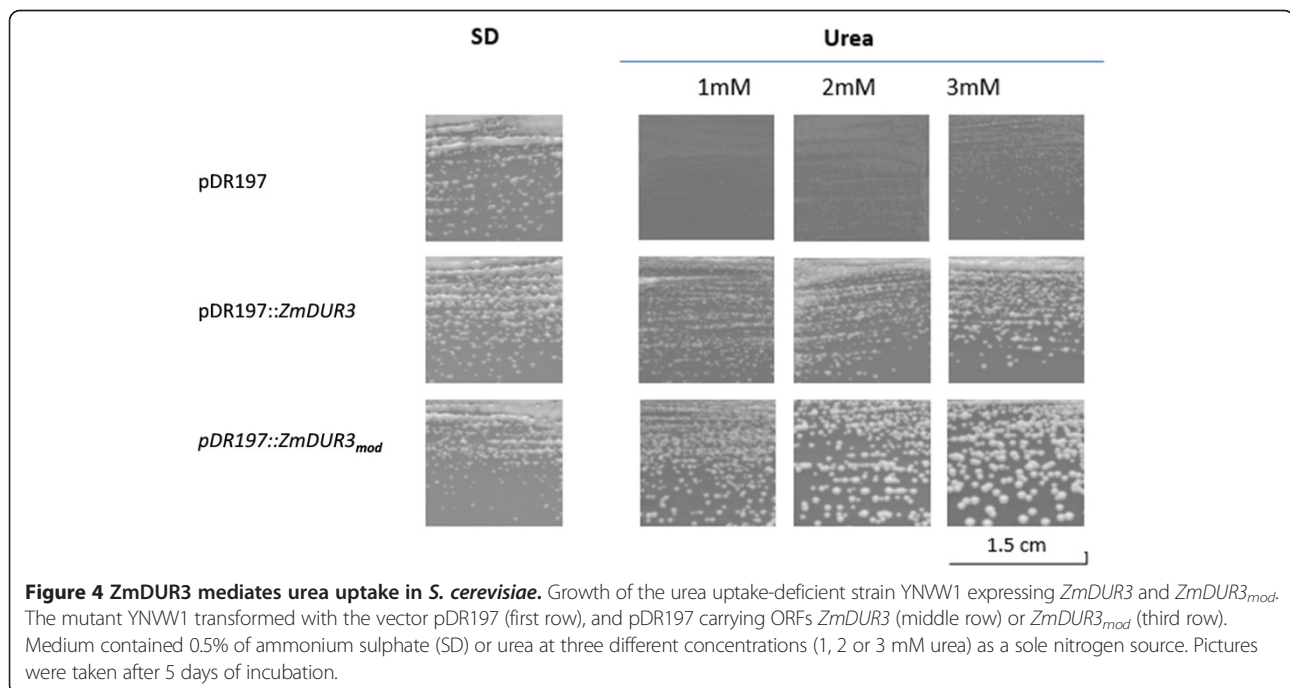 SD Urea
1mM 2mM 3mM
pDR197
pDR197::ZmDUR3
pDR197::ZmDUR3mod
1.5 cm
Figure 4 ZmDUR3 mediates urea uptake in S. cerevisiae. Growth of the urea uptake-deficient strain YNVW1 expressing ZmDUR3 and ZmDUR3mod.
The mutant YNVW1 transformed with the vector pDR197 (first row), and pDR197 carrying ORFs ZmDUR3 (middle row) or ZmDUR3mod (third row).
Medium contained 0.5% of ammonium sulphate (SD) or urea at three different concentrations (1, 2 or 3 mM urea) as a sole nitrogen source. Pictures
were taken after 5 days of incubation.